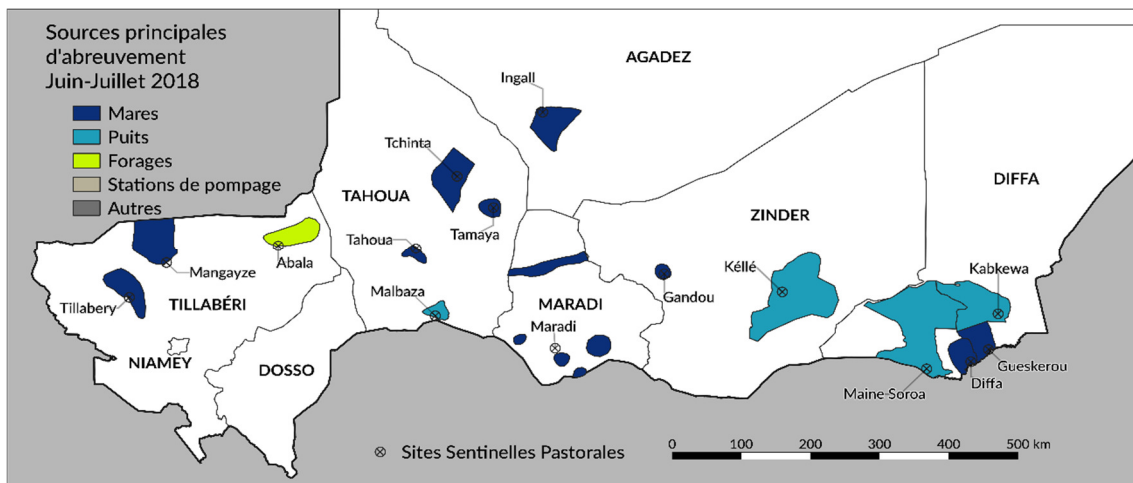 Sources principales
d'abreuvement
Juin-Juillet 2018
Mares
Puits
Forages
Stations de pompage
Autres
AGADEZ
Ingall
Tchinta
DIFFA
TAHOUA
ZINDER
Tamaya
Tahoua
Abala
Mangayze
Kéllé
Kabkewa
Gandou
Malbaza
Tillabery
TILLABÉRI
MARADI
Maradi
NIAMEY
DOSSO
Gueskerou
Diffa
Maine-Soroa
Sites Sentinelles Pastorales
0 100 200 300 400 500 km